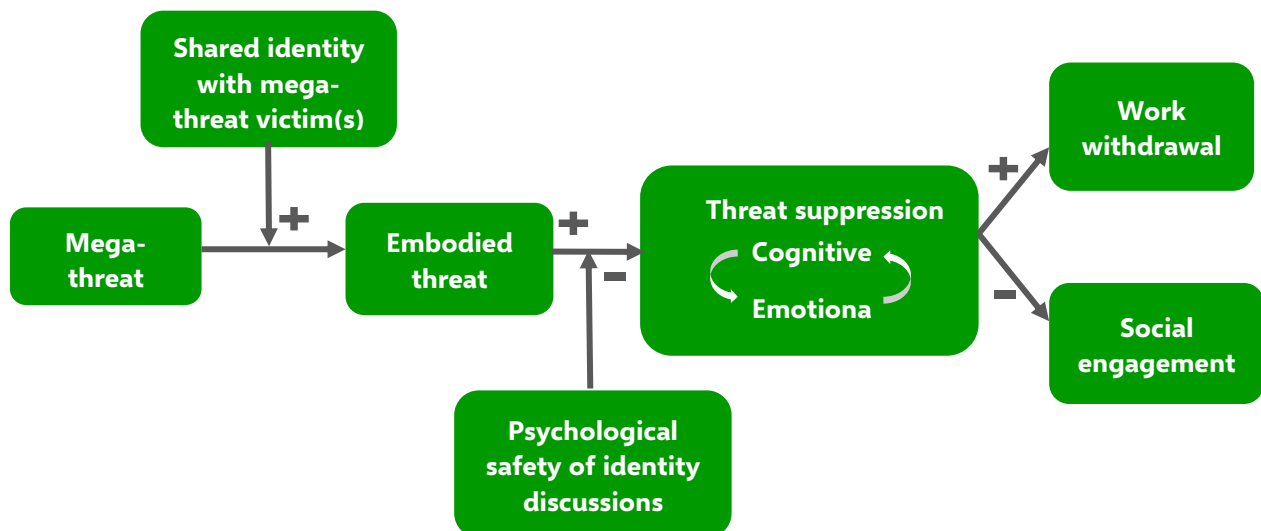 Shared identity
with mega-
threat victim(s)
Work
withdrawal
+
+
+
Threat suppression
Mega-
threat
Embodied
threat
Cognitive
-
-
Emotiona
Social
engagement
Psychological
safety of identity
discussions